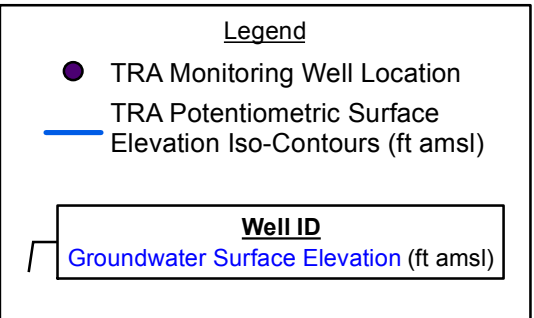 Legend
TRA Monitoring Well Location
TRA Potentiometric Surface
Elevation Iso-Contours (ft amsl)
Well ID
Groundwater Surface Elevation (ft amsl)